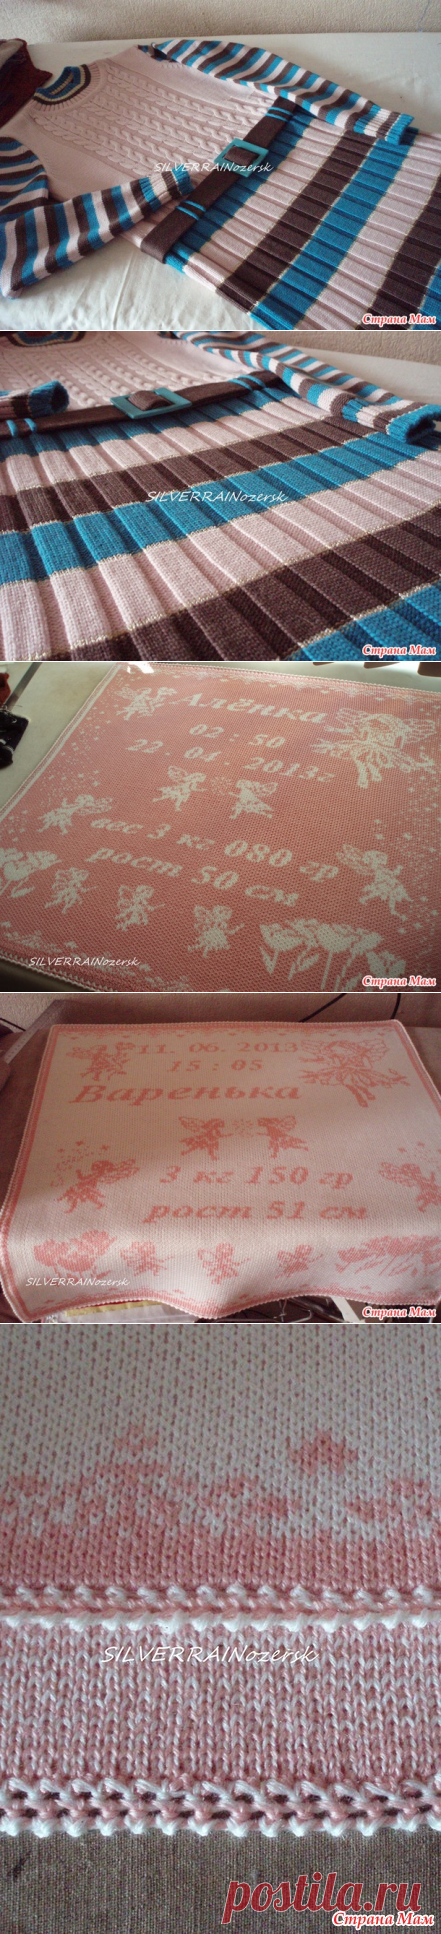 SILVERRAINozersk
Страна Мам
SILVERRAINozersk
Страна Мам
Алёнка
02 : 50
22 . 04 . 2013г
вес 3 кг 080 гр
рост 50 см
SILVERRAINozersk
Страна Мам
11. 06. 2013
15 : 05
Варенька
3 кг 150 гр
рост 51 см
SILVERRAINozersk
Страна Мам
SILVERRAINozersk
postila.ru
Страна Мам